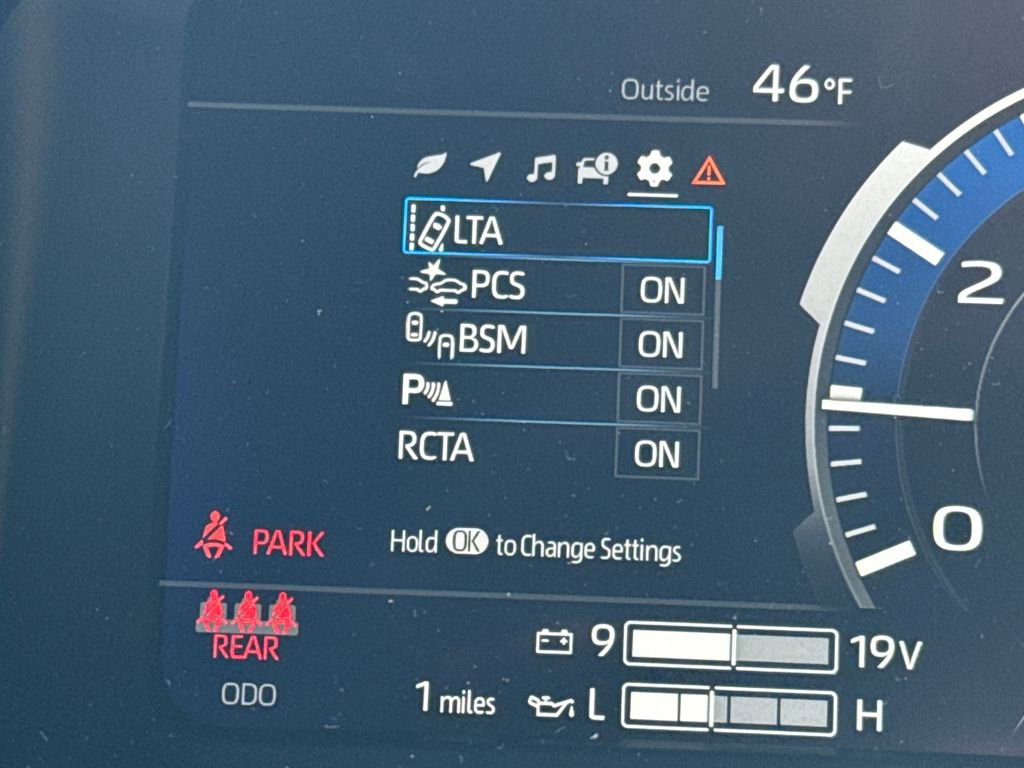 Outside 46°F
LTA
PCS ON
BSM ON
P ON
RCTA ON
2
0
PARK
Hold OK to Change Settings
REAR
9 19V
ODO 1 miles L H